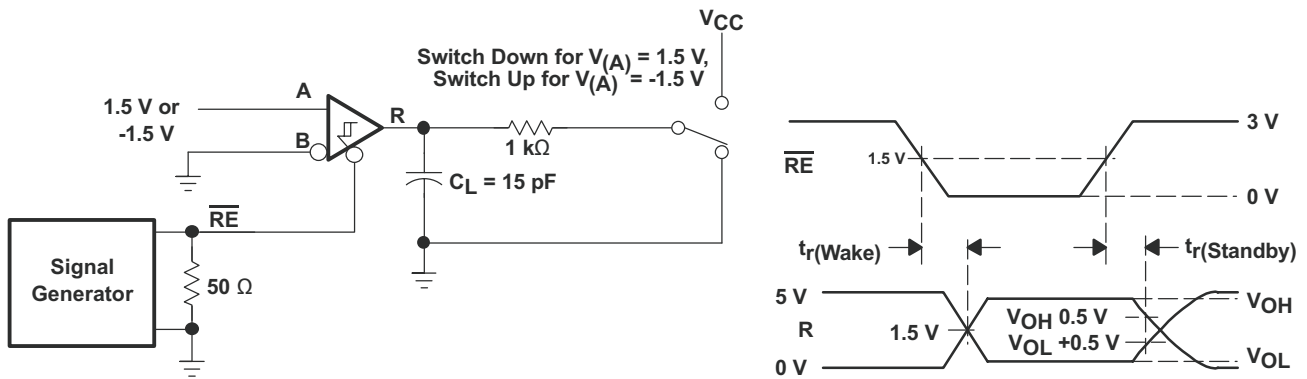 VCC
Switch Down for V(A) = 1.5 V,
Switch Up for V(A) = -1.5 V
A
1.5 V or
-1.5 V
R
B
1 kΩ
CL = 15 pF
RE
Signal
Generator
50 Ω
3 V
1.5 V
RE
0 V
tr(Wake)
tr(Standby)
5 V
VOH
R
1.5 V
VOH 0.5 V
VOL +0.5 V
0 V
VOL